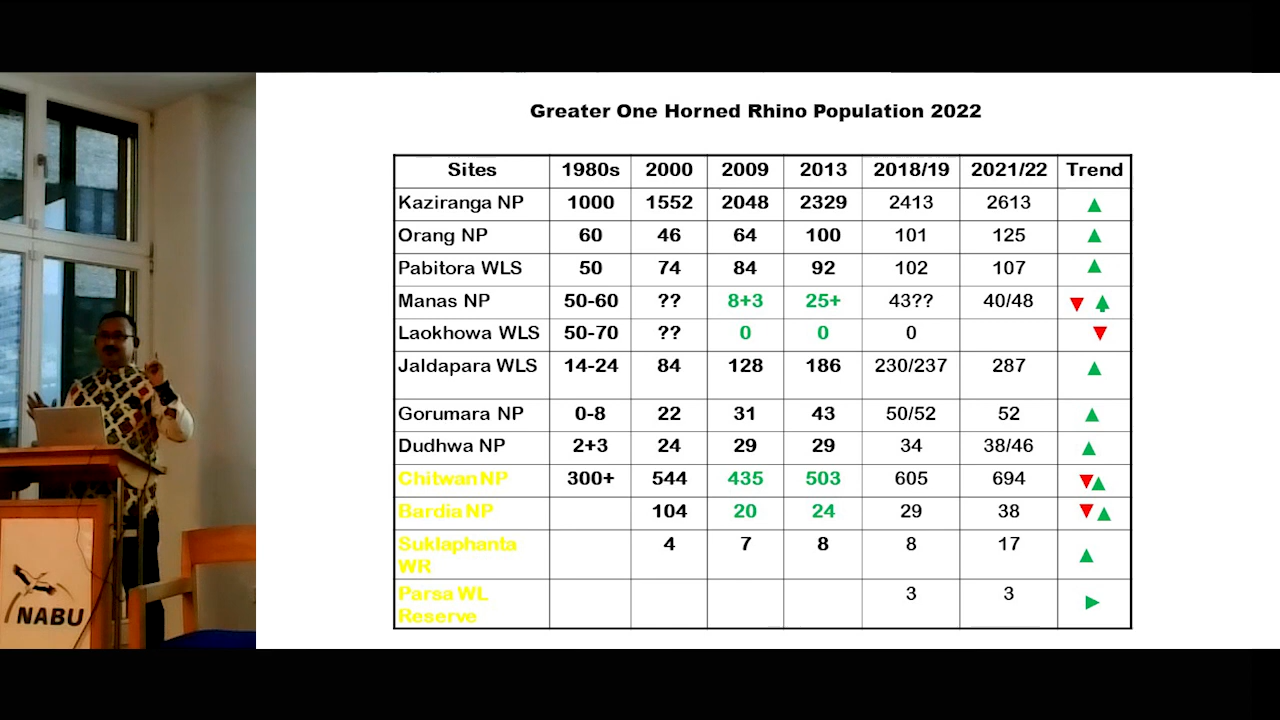 Greater One Horned Rhino Population 2022
Sites 1980s 2000 2009 2013 2018/19 2021/22 Trend
Kaziranga NP 1000 1552 2048 2329 2413 2613
Orang NP 60 46 64 100 101 125
Pabitora WLS 50 74 84 92 102 107
Manas NP 50-60 ?? 8+3 25+ 43?? 40/48
Laokhowa WLS 50-70 ?? 0 0 0
Jaldapara WLS 14-24 84 128 186 230/237 287
Gorumara NP 0-8 22 31 43 50/52 52
Dudhwa NP 2+3 24 29 29 34 38/46
Chitwan NP 300+ 544 435 503 605 694
Bardia NP 104 20 24 29 38
Suklaphanta 4 7 8 8 17
WR
Parsa WL 3 3
Reserve
NABU